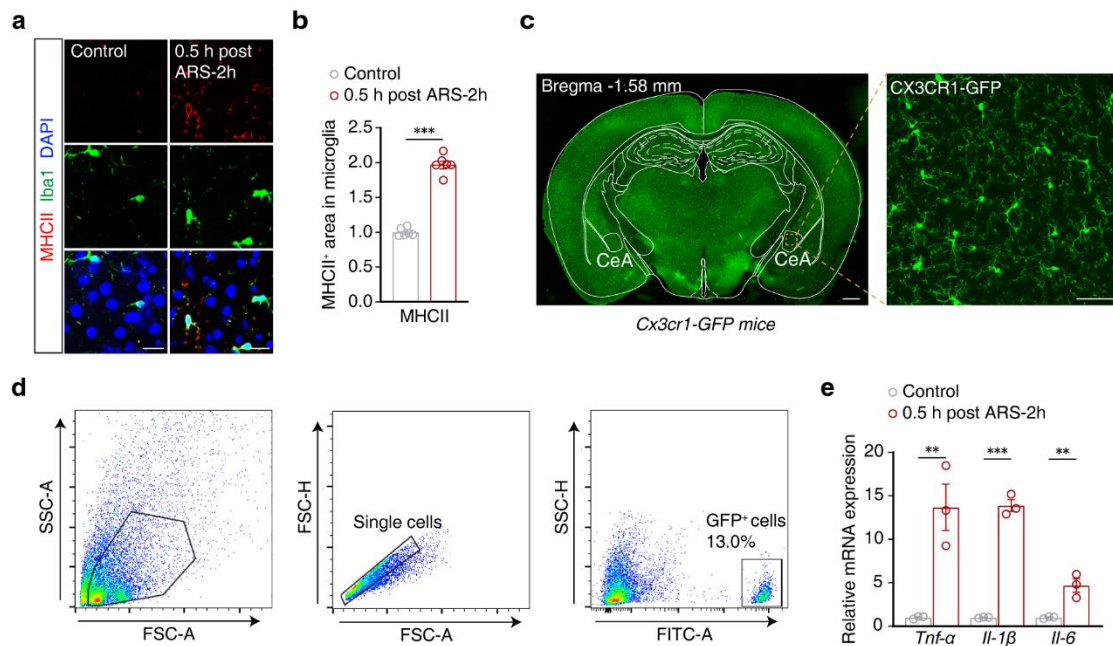 a
Control
0.5 h post
ARS-2h
MHCII Iba1 DAPI
b
Control
0.5 h post ARS-2h
***
MHCII⁺ area in microglia
2.5
2.0
1.5
1.0
0.5
0.0
MHCII
c
Bregma -1.58 mm
CeA
CeA
Cx3cr1-GFP mice
CX3CR1-GFP
d
SSC-A
FSC-A
FSC-H
Single cells
FSC-A
SSC-H
GFP⁺ cells
13.0%
FITC-A
e
Control
0.5 h post ARS-2h
Relative mRNA expression
20
15
10
5
0
**
***
**
Tnf-α
Il-1β
Il-6